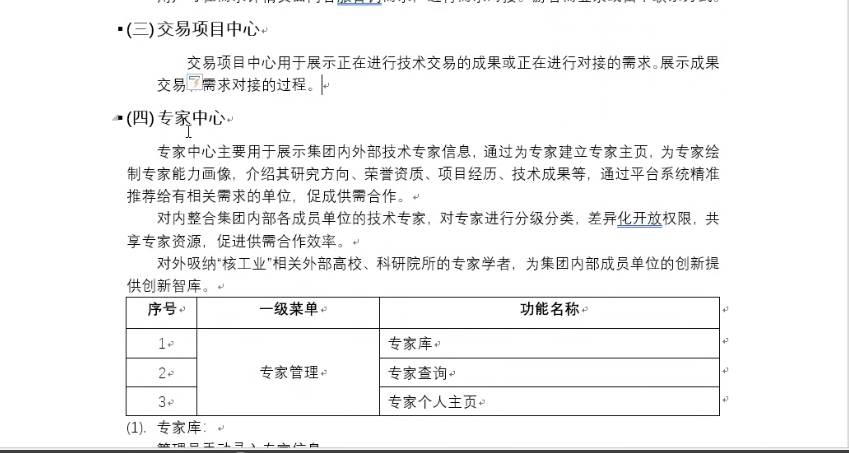 (三)交易项目中心
交易项目中心用于展示正在进行技术交易的成果或正在进行对接的需求。展示成果
交易 需求对接的过程。
(四)专家中心
专家中心主要用于展示集团内外部技术专家信息，通过为专家建立专家主页，为专家绘
制专家能力画像，介绍其研究方向、荣誉资质、项目经历、技术成果等，通过平台系统精准
推荐给有相关需求的单位，促成供需合作。
对内整合集团内部各成员单位的技术专家，对专家进行分级分类，差异化开放权限，共
享专家资源，促进供需合作效率。
对外吸纳“核工业”相关外部高校、科研院所的专家学者，为集团内部成员单位的创新提
供创新智库。
序号 一级菜单 功能名称
1 专家库
2 专家管理 专家查询
3 专家个人主页
(1). 专家库：